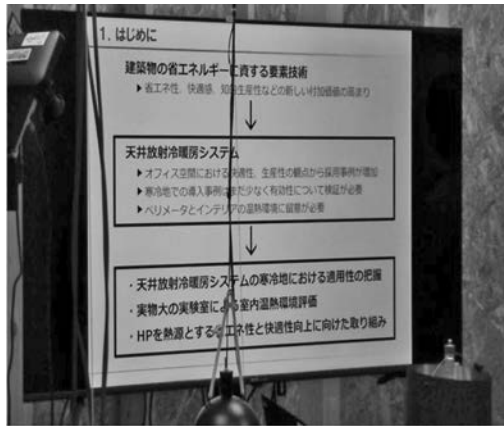 1. はじめに
建築物の省エネルギーに資する要素技術
▶省エネ性、快適感、知的生産性などの新しい付加価値の高まり
天井放射冷暖房システム
▶オフィス空間における快適性、生産性の観点から採用事例が増加
▶寒冷地での導入事例はまだ少なく有効性について検証が必要
▶ペリメータとインテリアの温熱環境に留意が必要
・天井放射冷暖房システムの寒冷地における適用性の把握
・実物大の実験室による室内温熱環境評価
・HPを熱源とする省エネ性と快適性向上に向けた取り組み